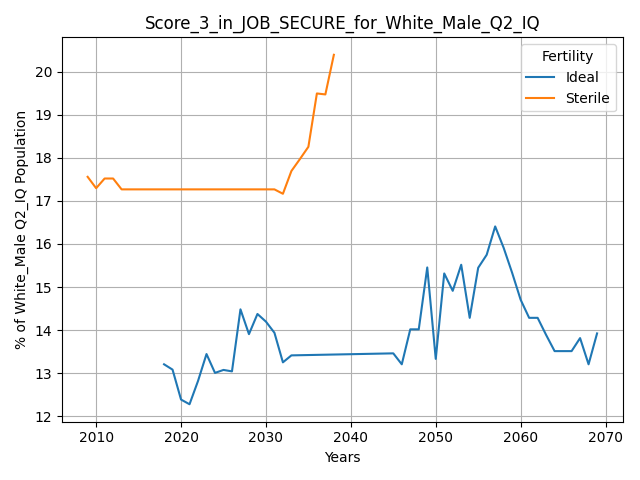 Score_3_in_JOB_SECURE_for_White_Male_Q2_IQ
Fertility
Ideal
Sterile
% of White_Male Q2_IQ Population
20
19
18
17
16
15
14
13
12
2010 2020 2030 2040 2050 2060 2070
Years